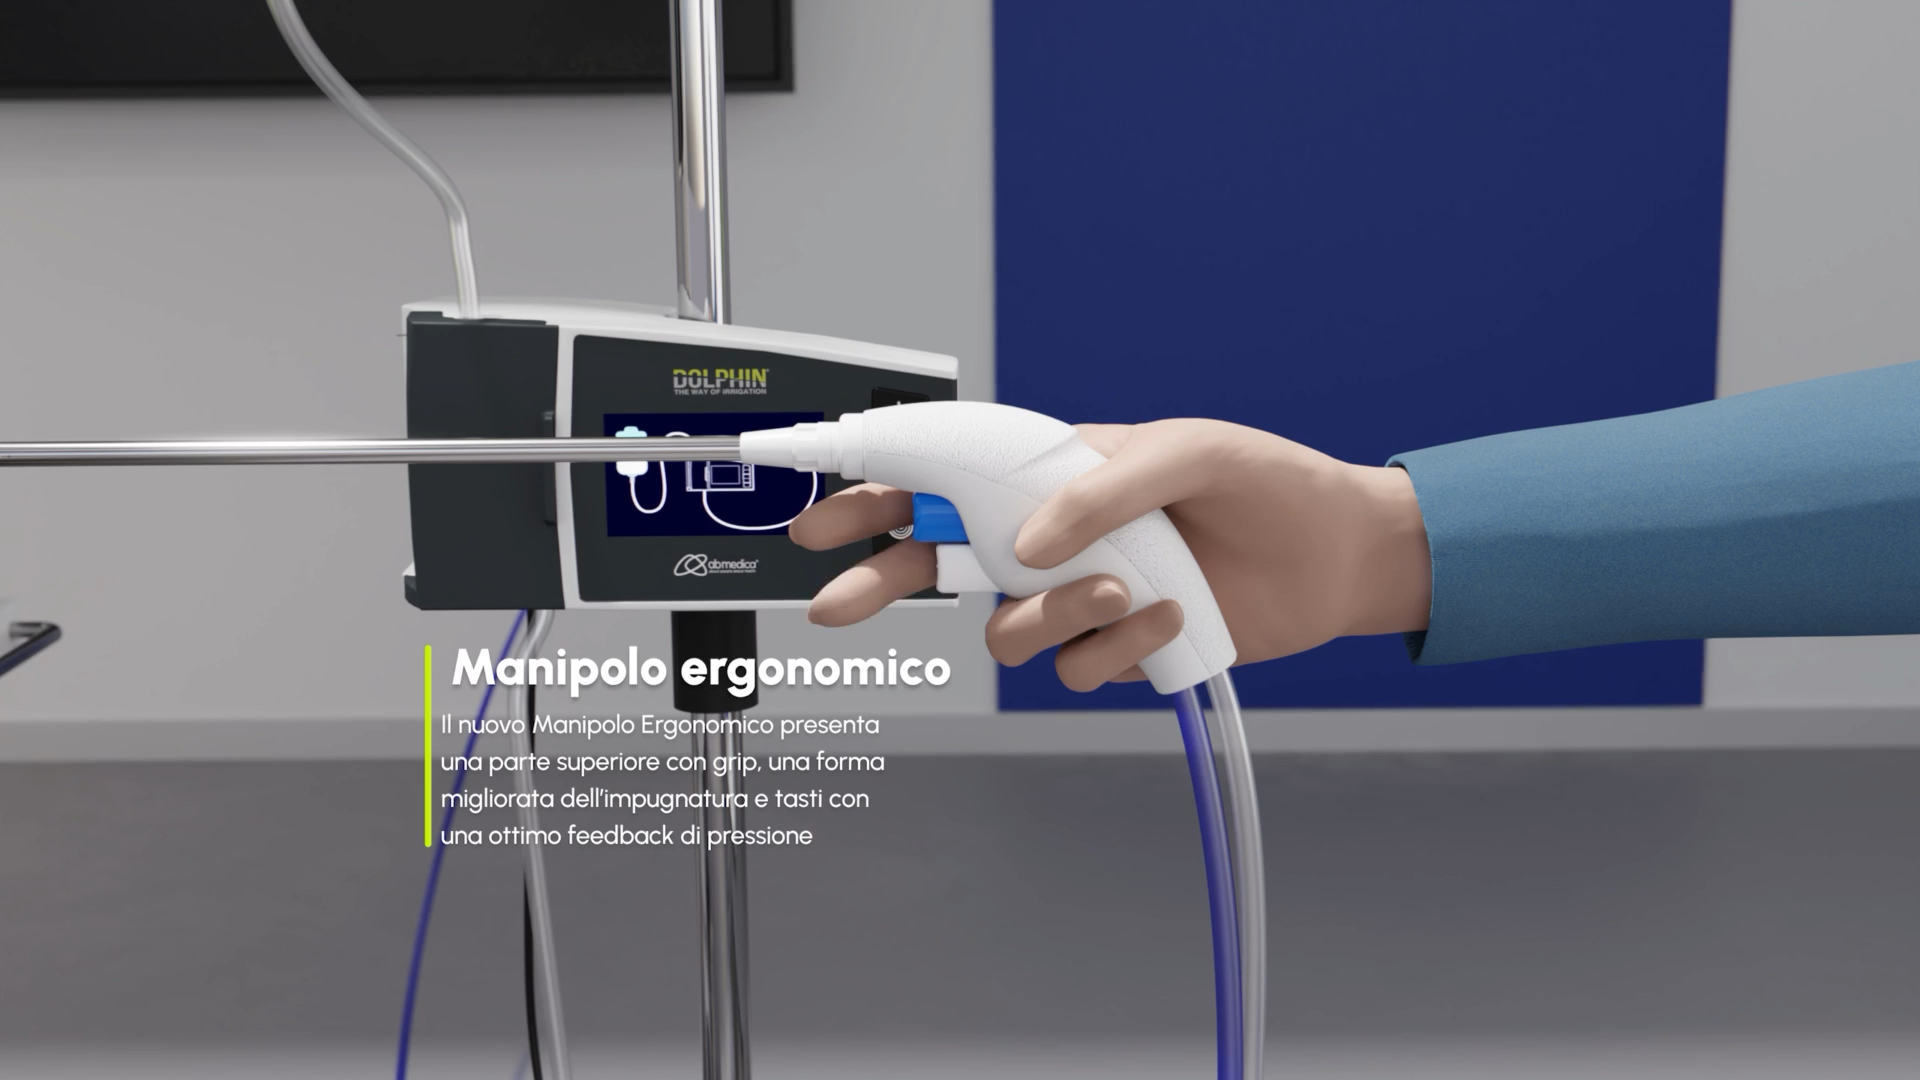 DOLPHIN
THE WAY OF IRRIGATION
abmedica
Manipolo ergonomico
Il nuovo Manipolo Ergonomico presenta
una parte superiore con grip, una forma
migliorata dell'impugnatura e tasti con
una ottimo feedback di pressione